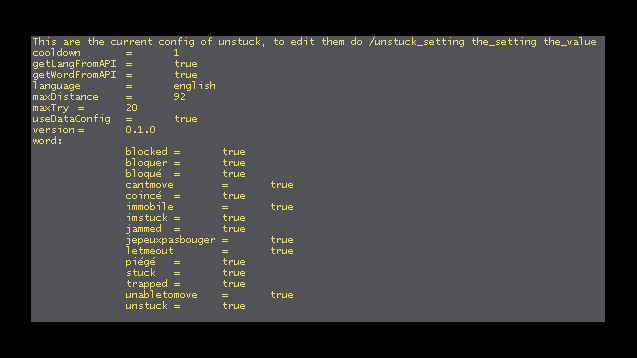 This are the current config of unstuck, to edit them do /unstuck_setting the_setting the_value
cooldown = 1
getLangFromAPI = true
getWordFromAPI = true
language = english
maxDistance = 92
maxTry = 20
useDataConfig = true
version = 0.1.0
word:
blocked = true
bloquer = true
bloqué = true
cantmove = true
coincé = true
immobile = true
imstuck = true
jammed = true
jepeuxpasbouger = true
letmeout = true
piégé = true
stuck = true
trapped = true
unabletomove = true
unstuck = true